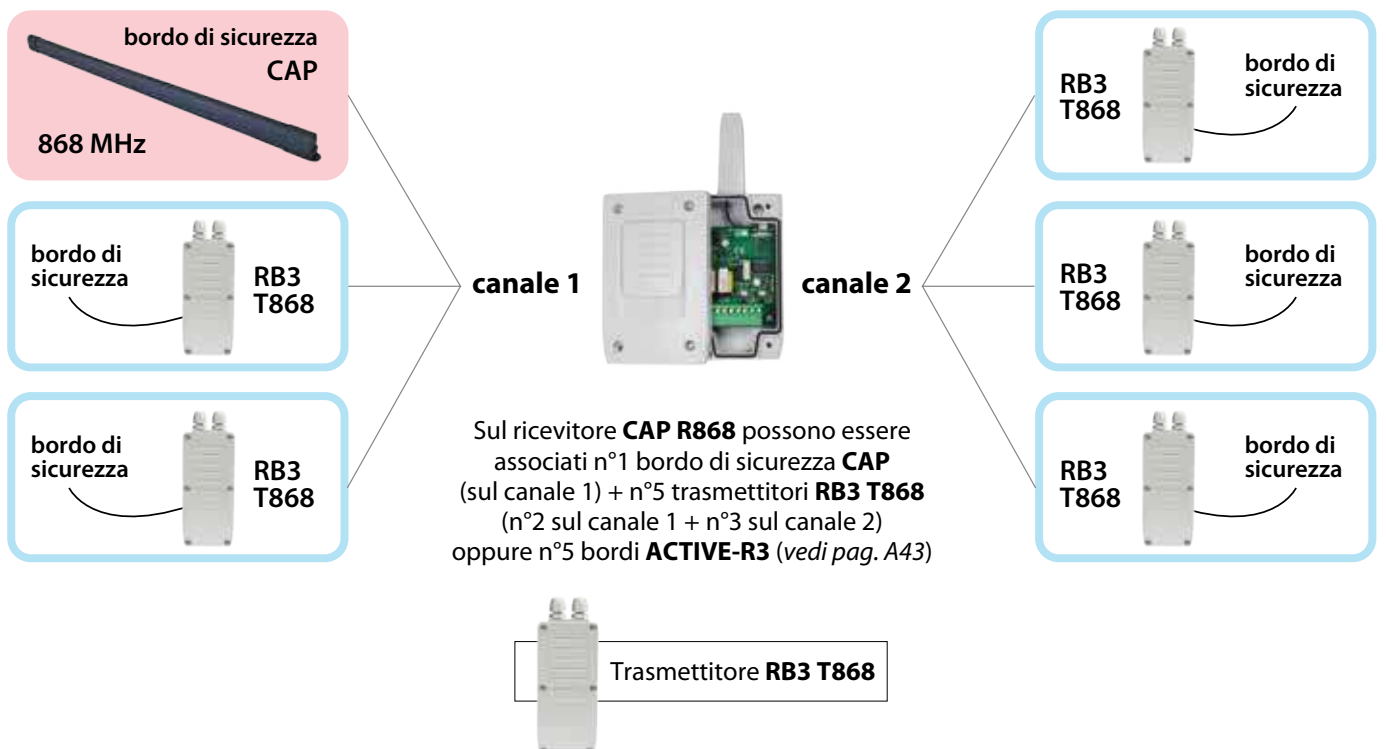 bordo di sicurezza
CAP
868 MHz
bordo di
sicurezza
RB3
T868
bordo di
sicurezza
RB3
T868
canale 1
canale 2
RB3
T868
bordo di
sicurezza
RB3
T868
bordo di
sicurezza
RB3
T868
bordo di
sicurezza
Sul ricevitore CAP R868 possono essere
associati n°1 bordo di sicurezza CAP
(sul canale 1) + n°5 trasmettitori RB3 T868
(n°2 sul canale 1 + n°3 sul canale 2)
oppure n°5 bordi ACTIVE-R3 (vedi pag. A43)
Trasmettitore RB3 T868